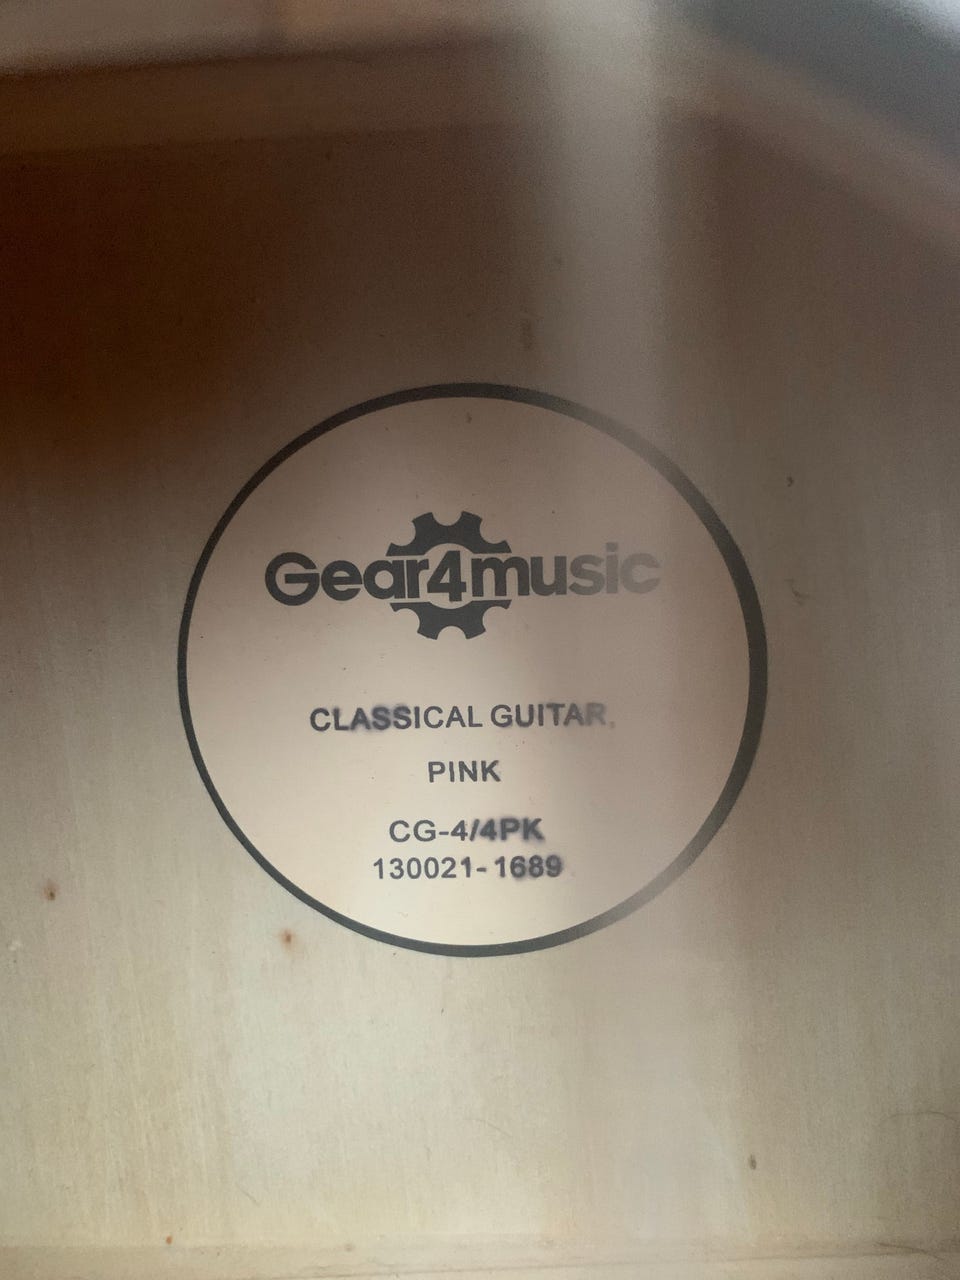 Gear4music
CLASSICAL GUITAR,
PINK
CG-4/4PK
130021-1689